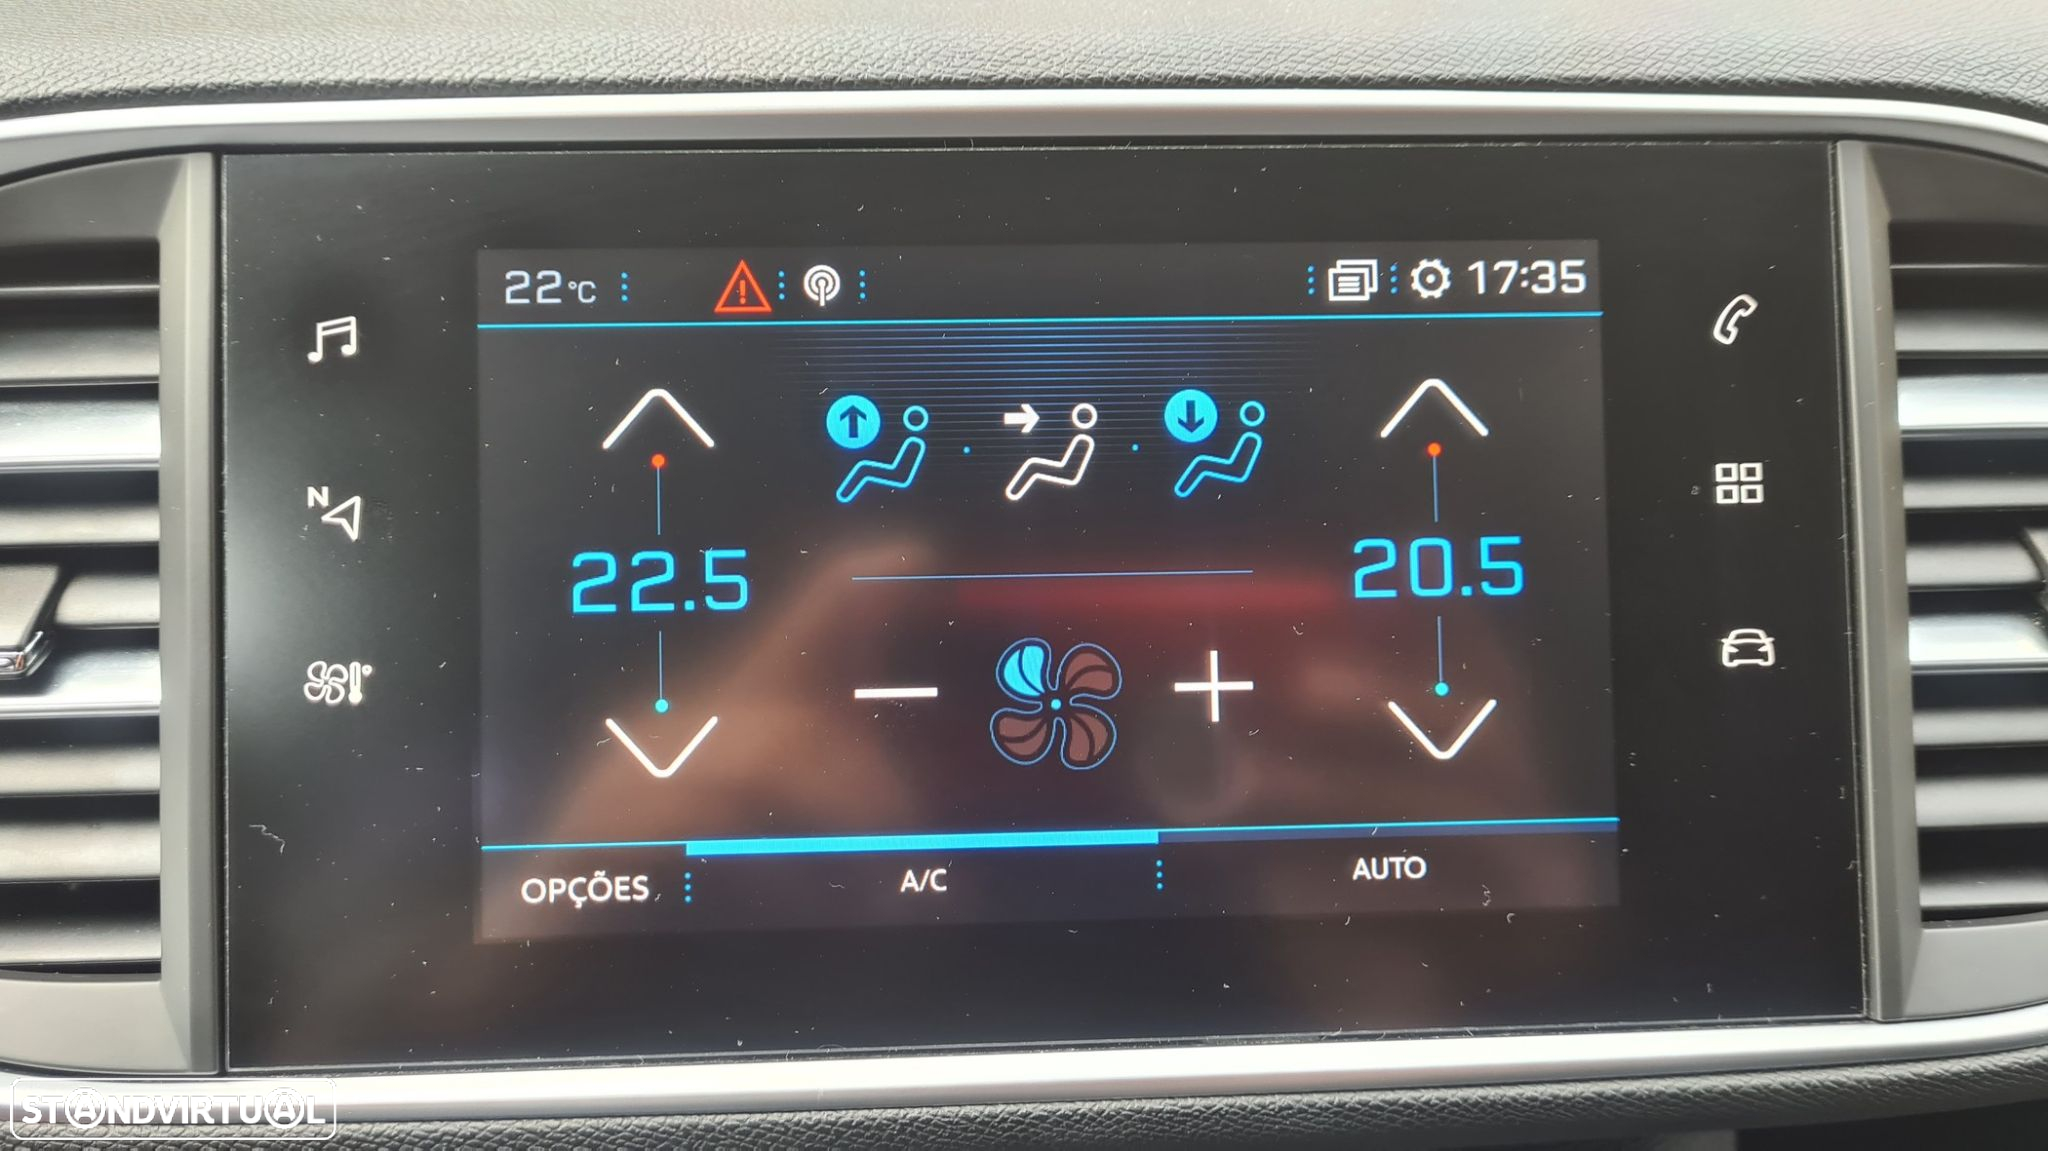 22°C
17:35
N
22.5
20.5
OPÇÕES
A/C
AUTO
STANDVIRTUAL